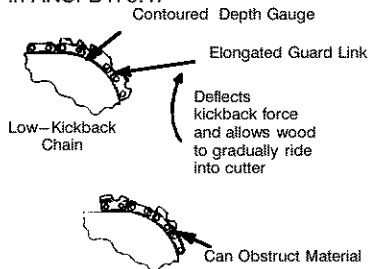 in ANSI B175.1.
Contoured Depth Gauge
Elongated Guard Link
Deflects
kickback force
and allows wood
to gradually ride
into cutter
Low-Kickback
Chain
Can Obstruct Material